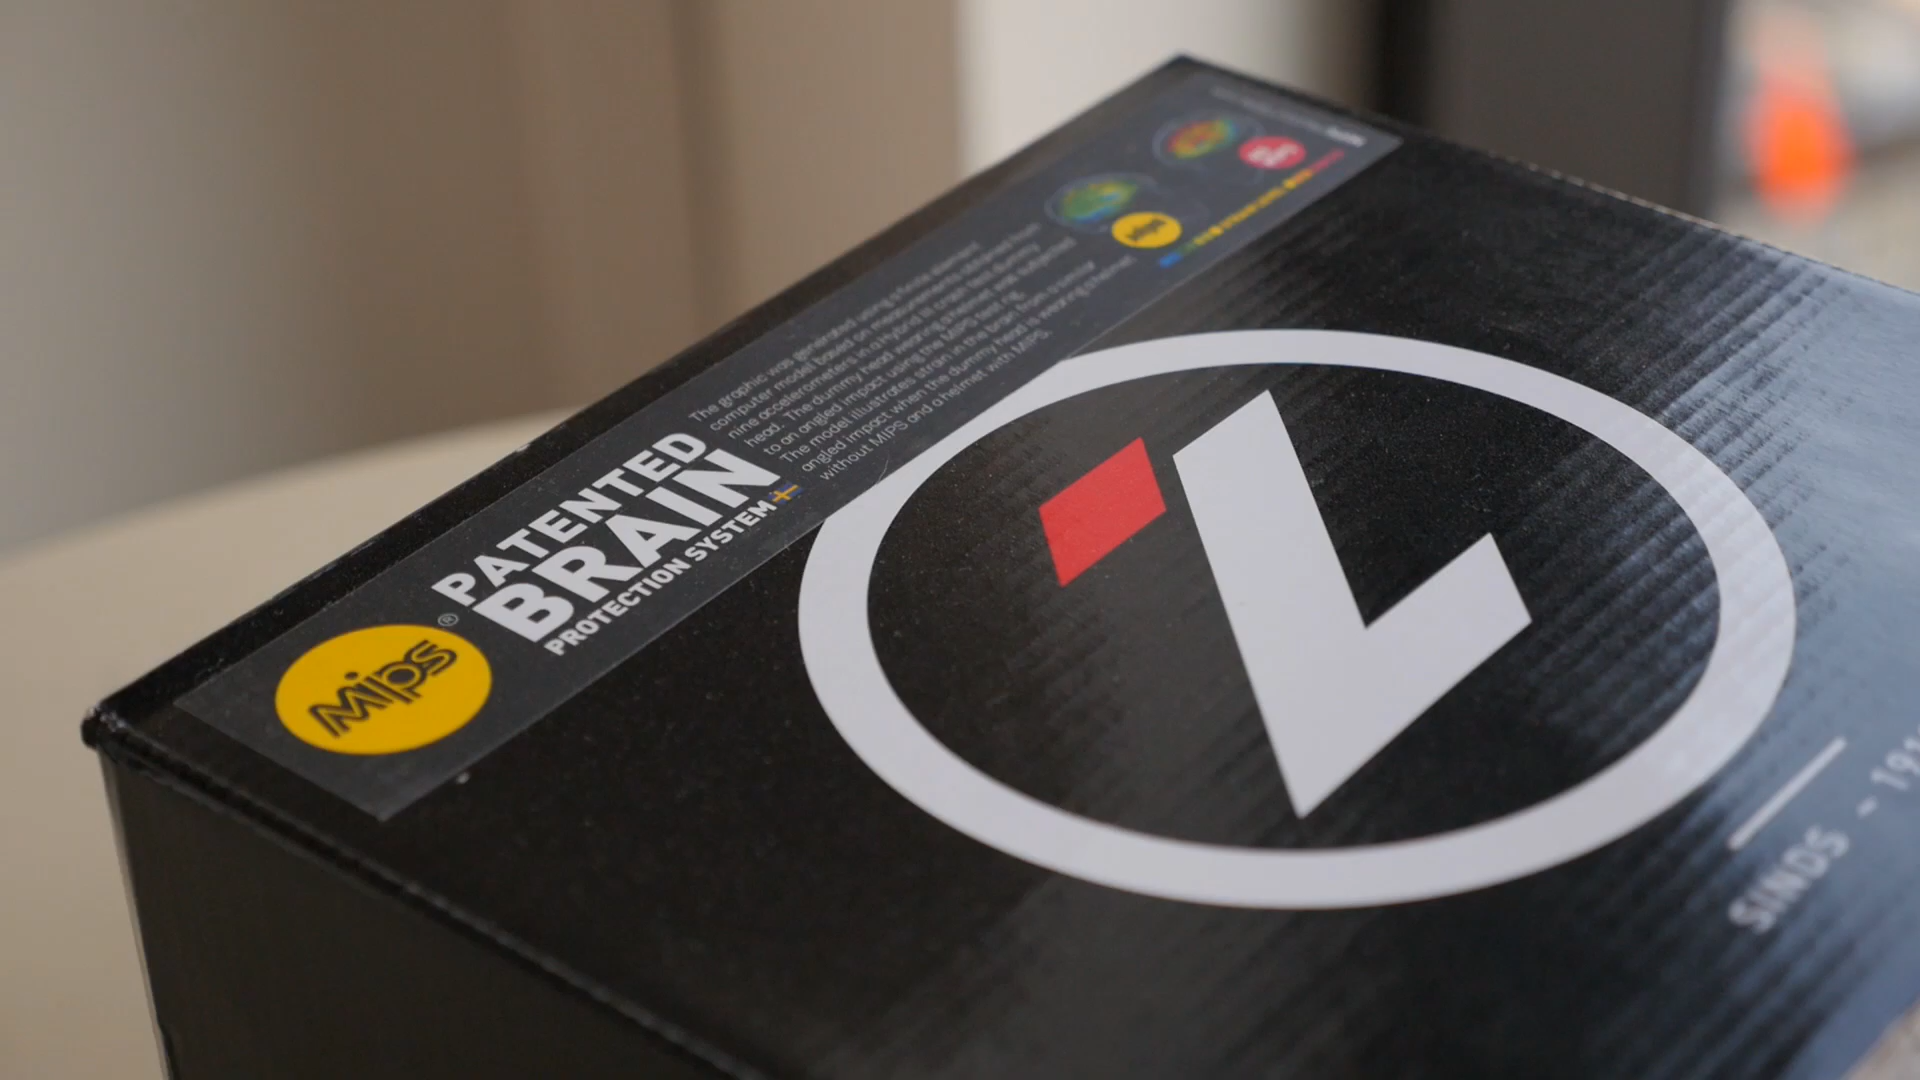 Mips®
PATENTED
BRAIN
PROTECTION SYSTEM
The graphic was generated using a finite element
computer model based on measurements obtained from
nine accelerometers in a Hybrid III crash test dummy
head. The dummy head wearing a helmet was subjected
to an angled impact using the MIPS test rig.
The model illustrates strain in the brain from a similar
angled impact when the dummy head is wearing a helmet
without MIPS and a helmet with MIPS.
Mips
SINDS - 191